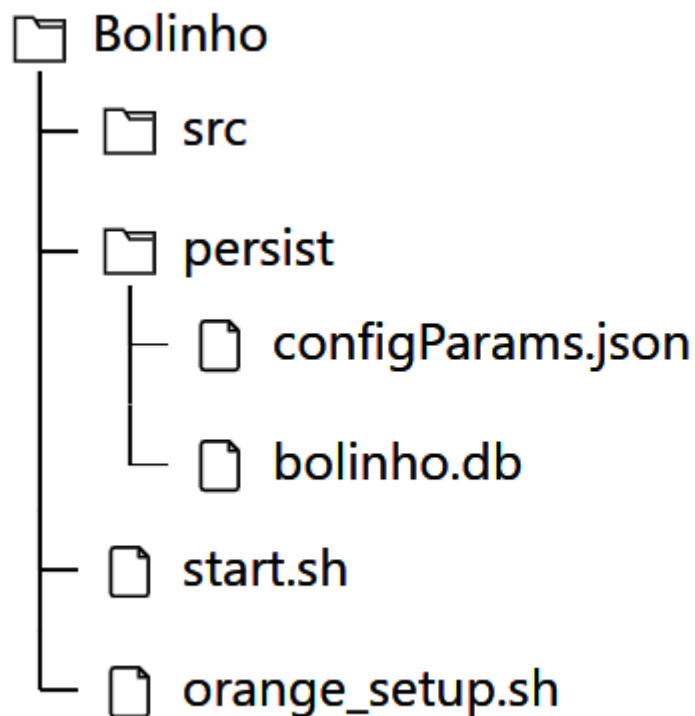 Bolinho
src
persist
configParams.json
bolinho.db
start.sh
orange_setup.sh